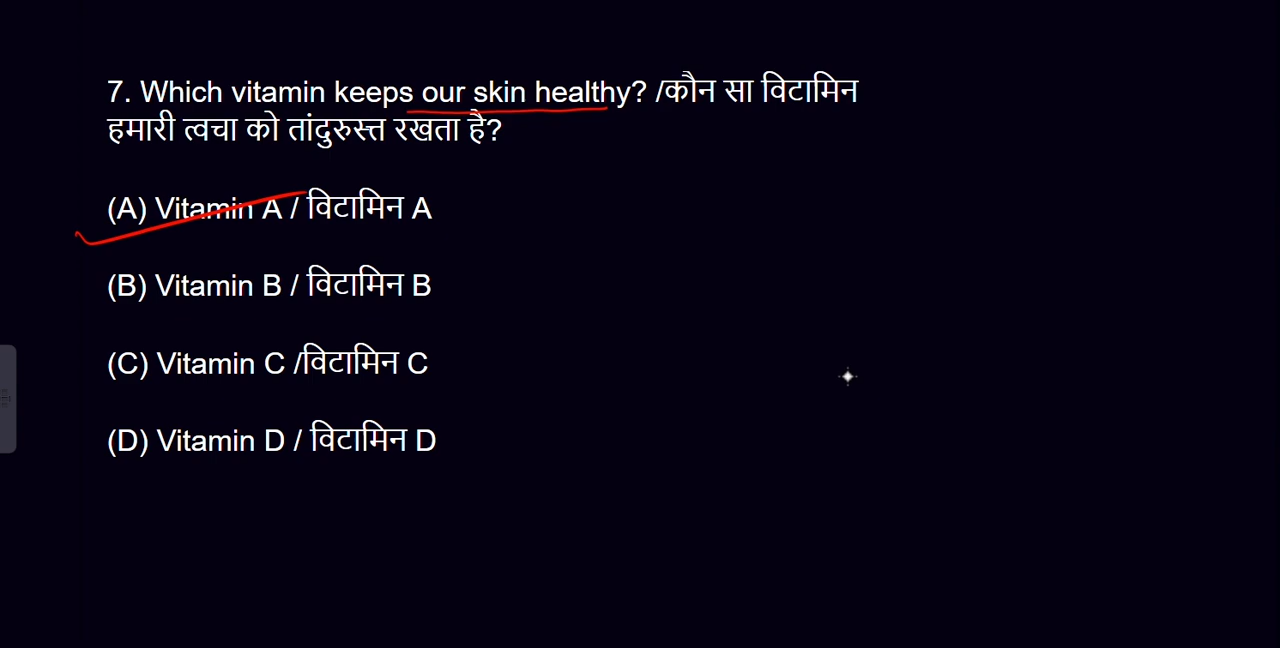 7. Which vitamin keeps our skin healthy? /कौन सा विटामिन
हमारी त्वचा को तांदुरुस्त्त रखता है?
(A) Vitamin A / विटामिन A
(B) Vitamin B / विटामिन B
(C) Vitamin C /विटामिन C
(D) Vitamin D / विटामिन D